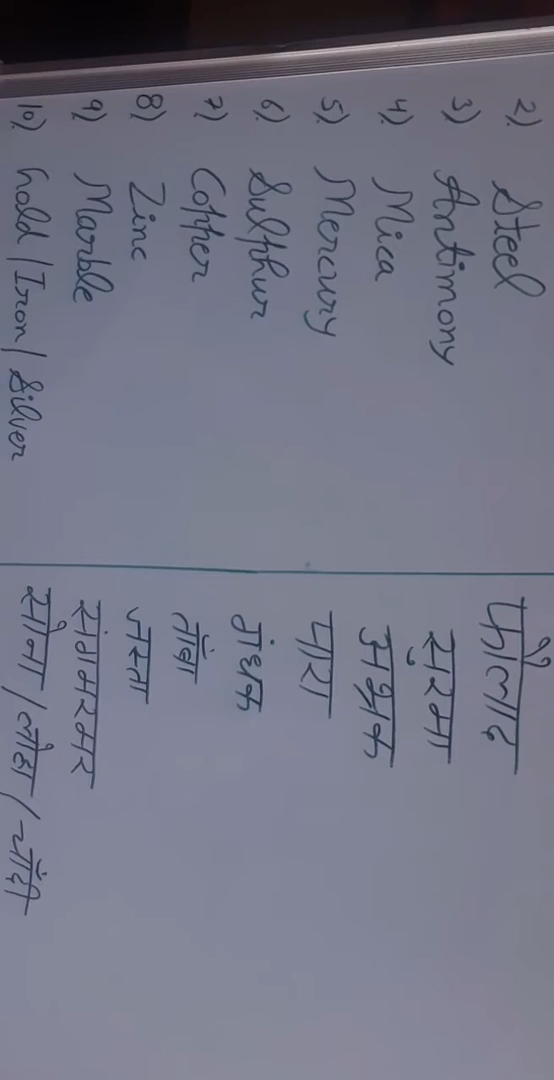 2) Steel फौलाद
3) Antimony सुरमा
4) Mica अभ्रक
5) Mercury पारा
6) Sulphur गंधक
7) Copper ताँबा
8) Zinc जस्ता
9) Marble संगमरमर
10) Gold / Iron / Silver सोना / लोहा / चाँदी